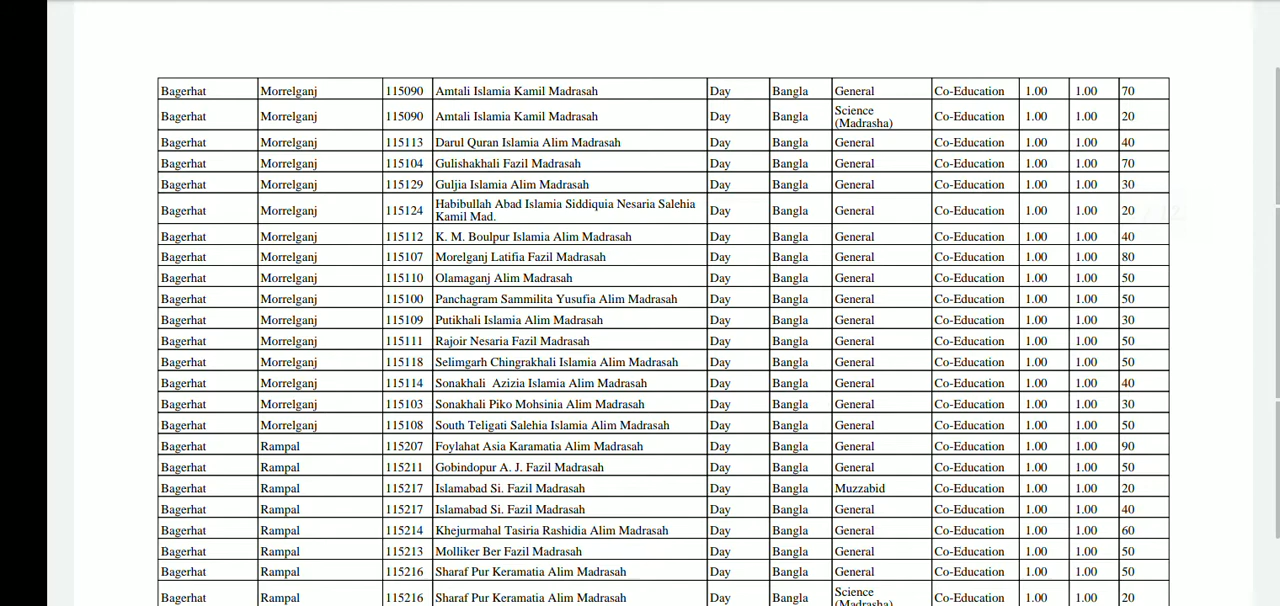 Bagerhat Morrelganj 115090 Amtali Islamia Kamil Madrasah Day Bangla General Co-Education 1.00 1.00 70
Bagerhat Morrelganj 115090 Amtali Islamia Kamil Madrasah Day Bangla Science (Madrasha) Co-Education 1.00 1.00 20
Bagerhat Morrelganj 115113 Darul Quran Islamia Alim Madrasah Day Bangla General Co-Education 1.00 1.00 40
Bagerhat Morrelganj 115104 Gulishakhali Fazil Madrasah Day Bangla General Co-Education 1.00 1.00 70
Bagerhat Morrelganj 115129 Guljia Islamia Alim Madrasah Day Bangla General Co-Education 1.00 1.00 30
Bagerhat Morrelganj 115124 Habibullah Abad Islamia Siddiquia Nesaria Salehia Kamil Mad. Day Bangla General Co-Education 1.00 1.00 20
Bagerhat Morrelganj 115112 K. M. Boulpur Islamia Alim Madrasah Day Bangla General Co-Education 1.00 1.00 40
Bagerhat Morrelganj 115107 Morelganj Latifia Fazil Madrasah Day Bangla General Co-Education 1.00 1.00 80
Bagerhat Morrelganj 115110 Olamaganj Alim Madrasah Day Bangla General Co-Education 1.00 1.00 50
Bagerhat Morrelganj 115100 Panchagram Sammilita Yusufia Alim Madrasah Day Bangla General Co-Education 1.00 1.00 50
Bagerhat Morrelganj 115109 Putikhali Islamia Alim Madrasah Day Bangla General Co-Education 1.00 1.00 30
Bagerhat Morrelganj 115111 Rajoir Nesaria Fazil Madrasah Day Bangla General Co-Education 1.00 1.00 50
Bagerhat Morrelganj 115118 Selimgarh Chingrakhali Islamia Alim Madrasah Day Bangla General Co-Education 1.00 1.00 50
Bagerhat Morrelganj 115114 Sonakhali Azizia Islamia Alim Madrasah Day Bangla General Co-Education 1.00 1.00 40
Bagerhat Morrelganj 115103 Sonakhali Piko Mohsinia Alim Madrasah Day Bangla General Co-Education 1.00 1.00 30
Bagerhat Morrelganj 115108 South Teligati Salehia Islamia Alim Madrasah Day Bangla General Co-Education 1.00 1.00 50
Bagerhat Rampal 115207 Foylahat Asia Karamatia Alim Madrasah Day Bangla General Co-Education 1.00 1.00 90
Bagerhat Rampal 115211 Gobindopur A. J. Fazil Madrasah Day Bangla General Co-Education 1.00 1.00 50
Bagerhat Rampal 115217 Islamabad Si. Fazil Madrasah Day Bangla Muzzabid Co-Education 1.00 1.00 20
Bagerhat Rampal 115217 Islamabad Si. Fazil Madrasah Day Bangla General Co-Education 1.00 1.00 40
Bagerhat Rampal 115214 Khejurmahal Tasiria Rashidia Alim Madrasah Day Bangla General Co-Education 1.00 1.00 60
Bagerhat Rampal 115213 Molliker Ber Fazil Madrasah Day Bangla General Co-Education 1.00 1.00 50
Bagerhat Rampal 115216 Sharaf Pur Keramatia Alim Madrasah Day Bangla General Co-Education 1.00 1.00 50
Bagerhat Rampal 115216 Sharaf Pur Keramatia Alim Madrasah Day Bangla Science (Madrasha) Co-Education 1.00 1.00 20